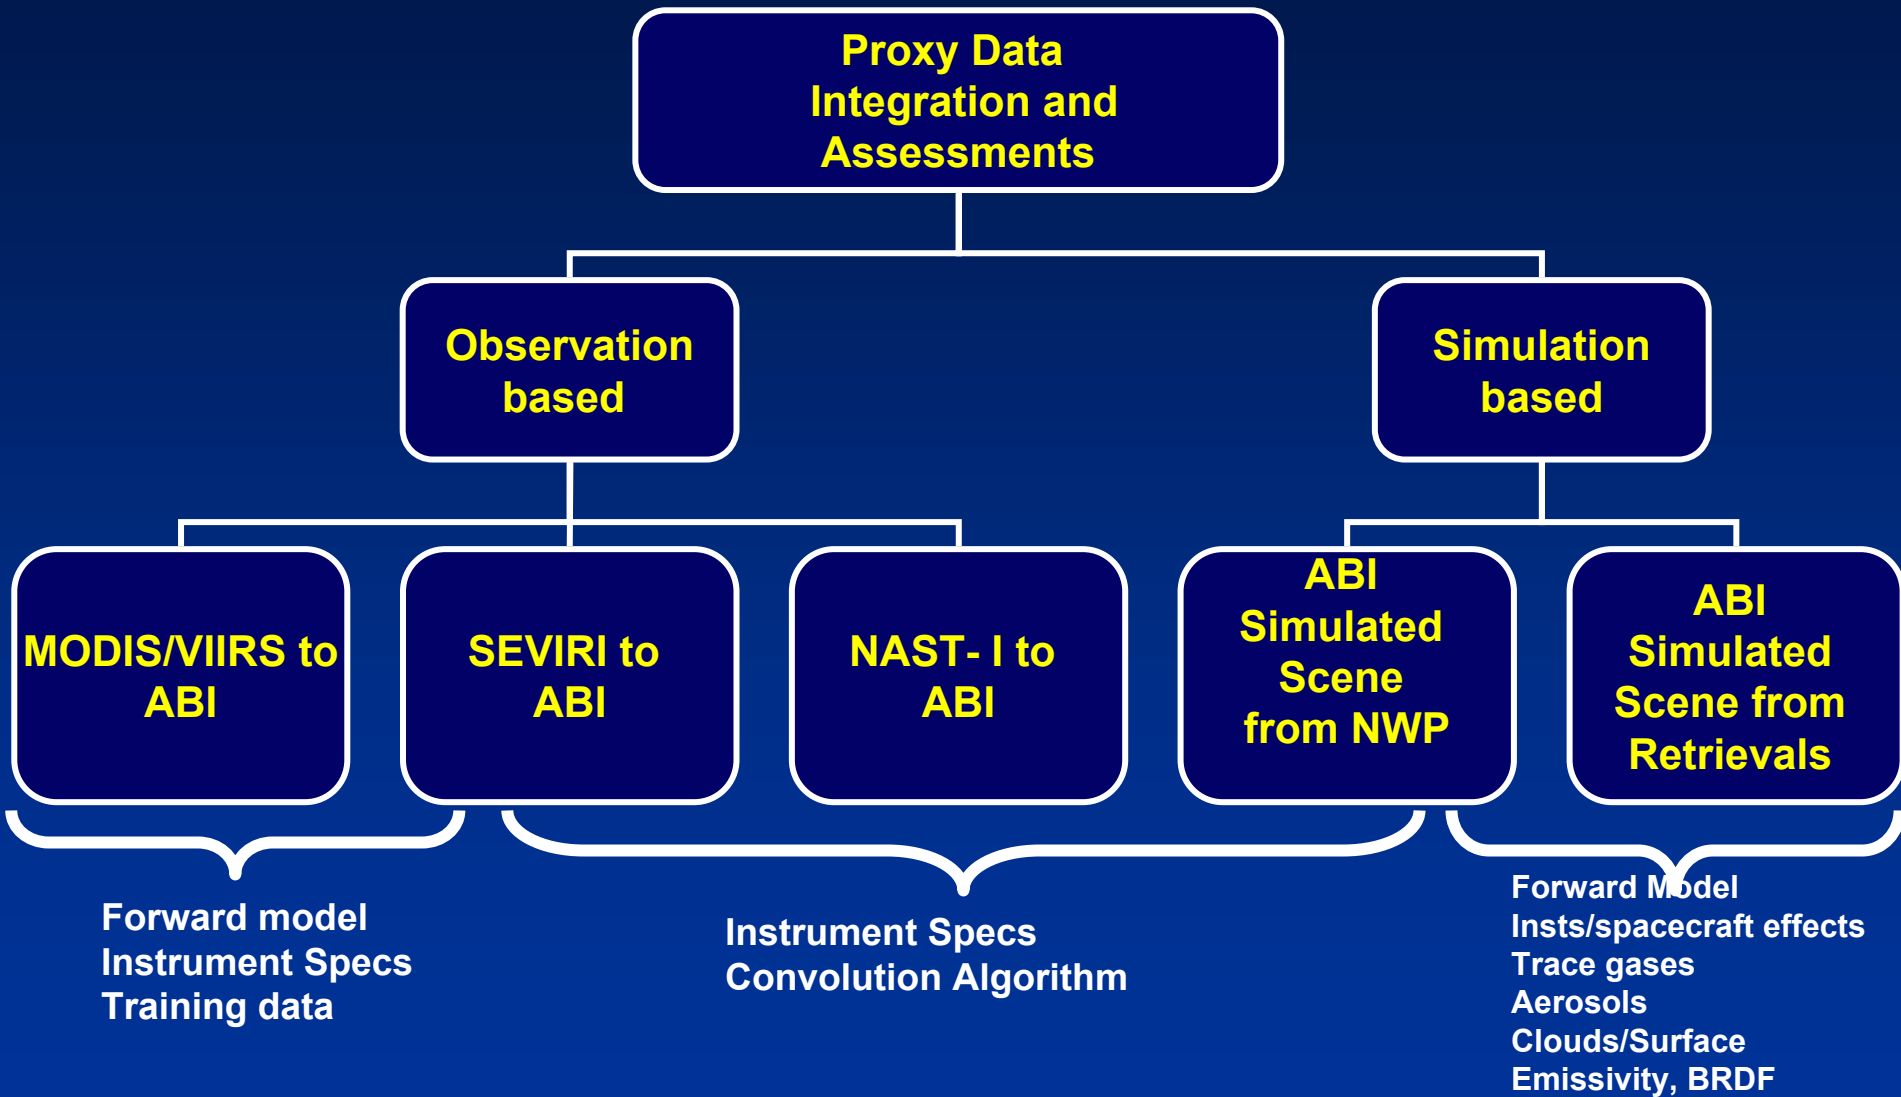 Proxy Data
Integration and
Assessments
Observation
based
Simulation
based
MODIS/VIIRS to
ABI
SEVIRI to
ABI
NAST- I to
ABI
ABI
Simulated
Scene
from NWP
ABI
Simulated
Scene from
Retrievals
Forward model
Instrument Specs
Training data
Instrument Specs
Convolution Algorithm
Forward Model
Insts/spacecraft effects
Trace gases
Aerosols
Clouds/Surface
Emissivity, BRDF